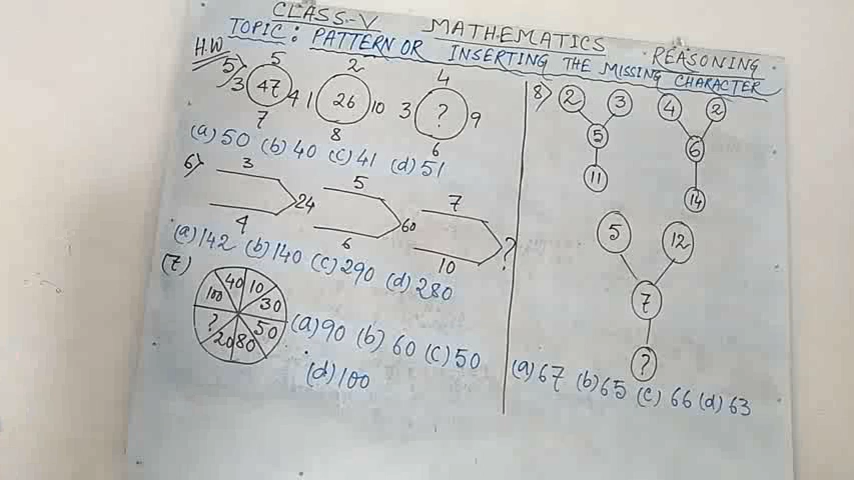 CLASS-V MATHEMATICS REASONING
TOPIC: PATTERN OR INSERTING THE MISSING CHARACTER
H.W
5)
5
3 47 4
7
2
1 26 10
8
4
3 ? 9
6
(a) 50 (b) 40 (c) 41 (d) 51
6)
3
24
4
5
60
6
7
?
10
(a) 142 (b) 140 (c) 290 (d) 280
(7)
40 10
100 30
? 50
20 80
(a) 90 (b) 60 (c) 50
(d) 100
8)
2 3
5
11
4 2
6
14
5 12
7
?
(a) 67 (b) 65 (c) 66 (d) 63